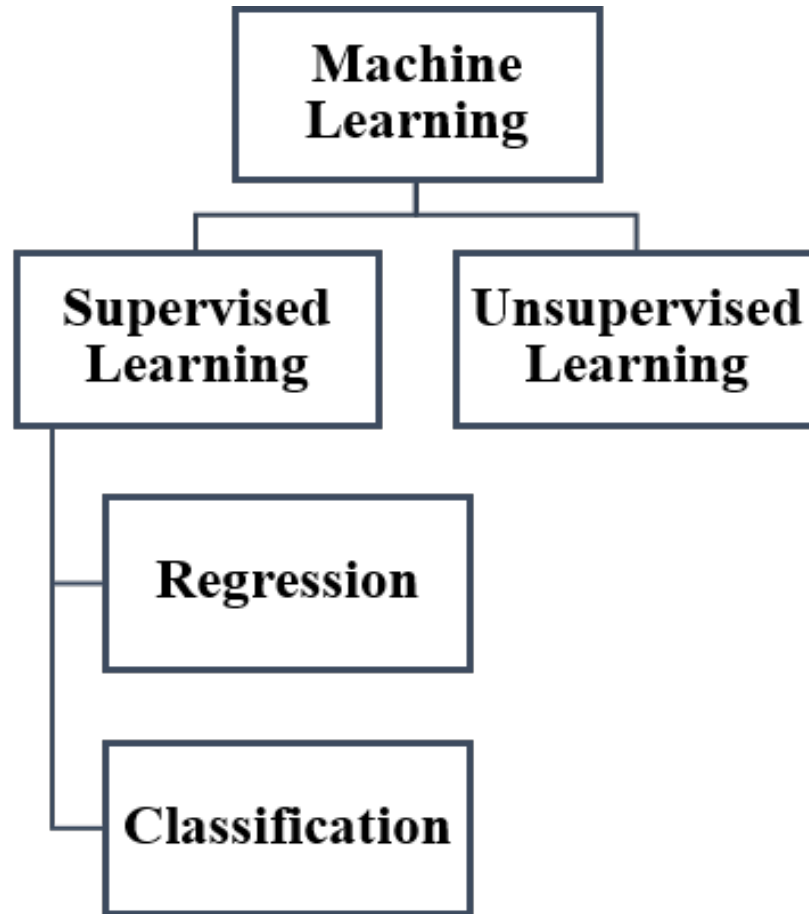 Machine
Learning
Supervised
Learning
Unsupervised
Learning
Regression
Classification